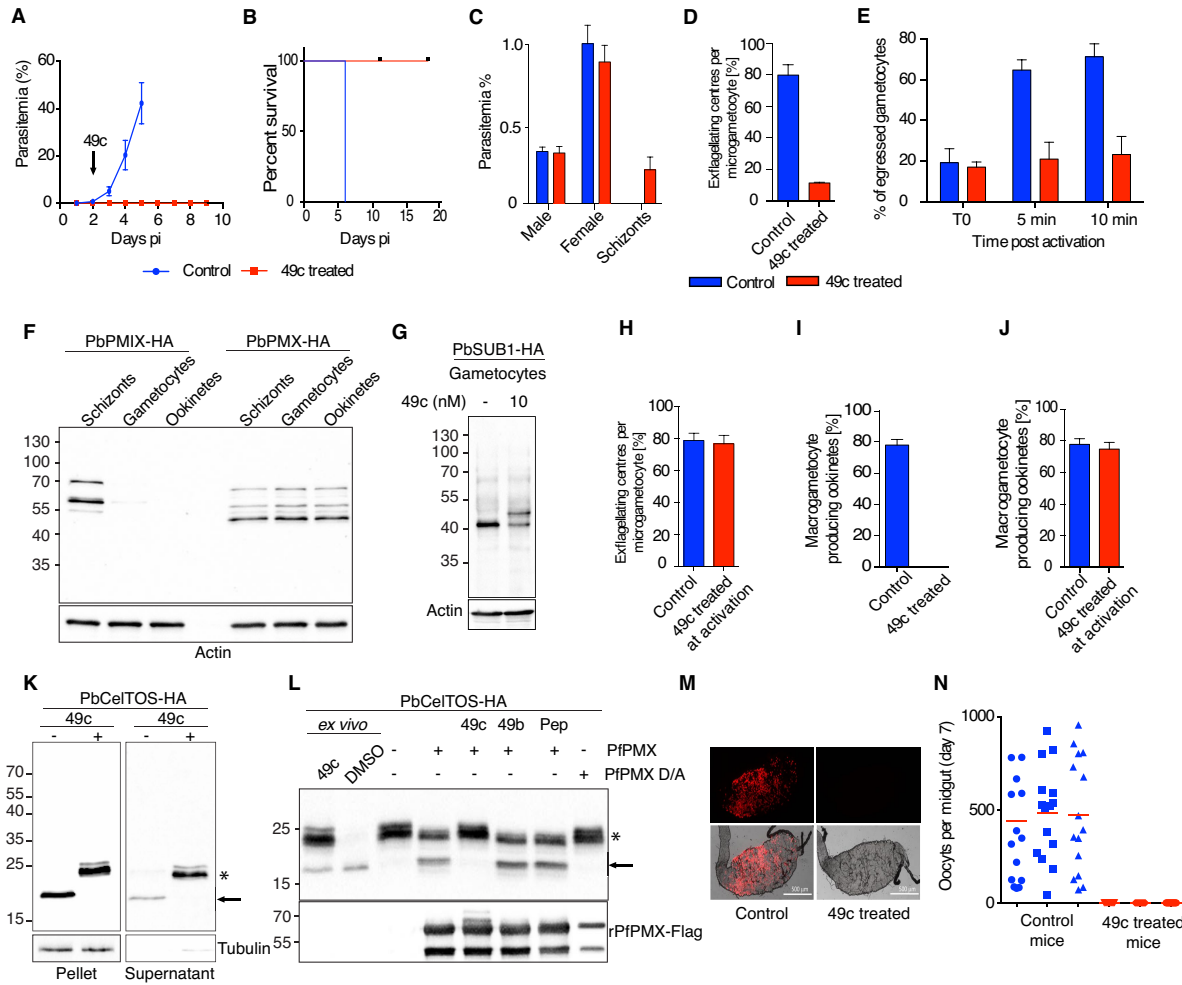 A
Parasitemia (%)
60
40
20
0
49c
0 2 4 6 8 10
Days pi
B
Percent survival
100
50
0
0 5 10 15 20
Days pi
Control 49c treated
C
Parasitemia %
1.0
0.5
0
Male Female Schizonts
D
Exflagellating centres per
microgametocyte [%]
100
80
60
40
20
0
Control 49c treated
E
% of egressed gametocytes
80
60
40
20
0
T0 5 min 10 min
Time post activation
Control 49c treated
F
PbPMIX-HA PbPMX-HA
Schizonts Gametocytes Ookinetes Schizonts Gametocytes Ookinetes
130
100
70
55
40
35
Actin
G
PbSUB1-HA
Gametocytes
49c (nM) - 10
130
100
70
55
40
35
Actin
H
Exflagellating centres per
microgametocyte [%]
100
80
60
40
20
0
Control 49c treated
at activation
I
Macrogametocyte
producing ookinetes [%]
100
80
60
40
20
0
Control 49c treated
J
Macrogametocyte
producing ookinetes [%]
100
80
60
40
20
0
Control 49c treated
at activation
K
PbCelTOS-HA
49c 49c
- + - +
70
55
40
35
25
15
*
Tubulin
Pellet Supernatant
L
PbCelTOS-HA
ex vivo 49c 49b Pep
49c DMSO - + + + + - PfPMX
- - - - - + PfPMX D/A
25
15
*
70
55
rPfPMX-Flag
M
500 µm 500 µm
Control 49c treated
N
Oocyts per midgut (day 7)
1000
500
0
Control
mice
49c treated
mice